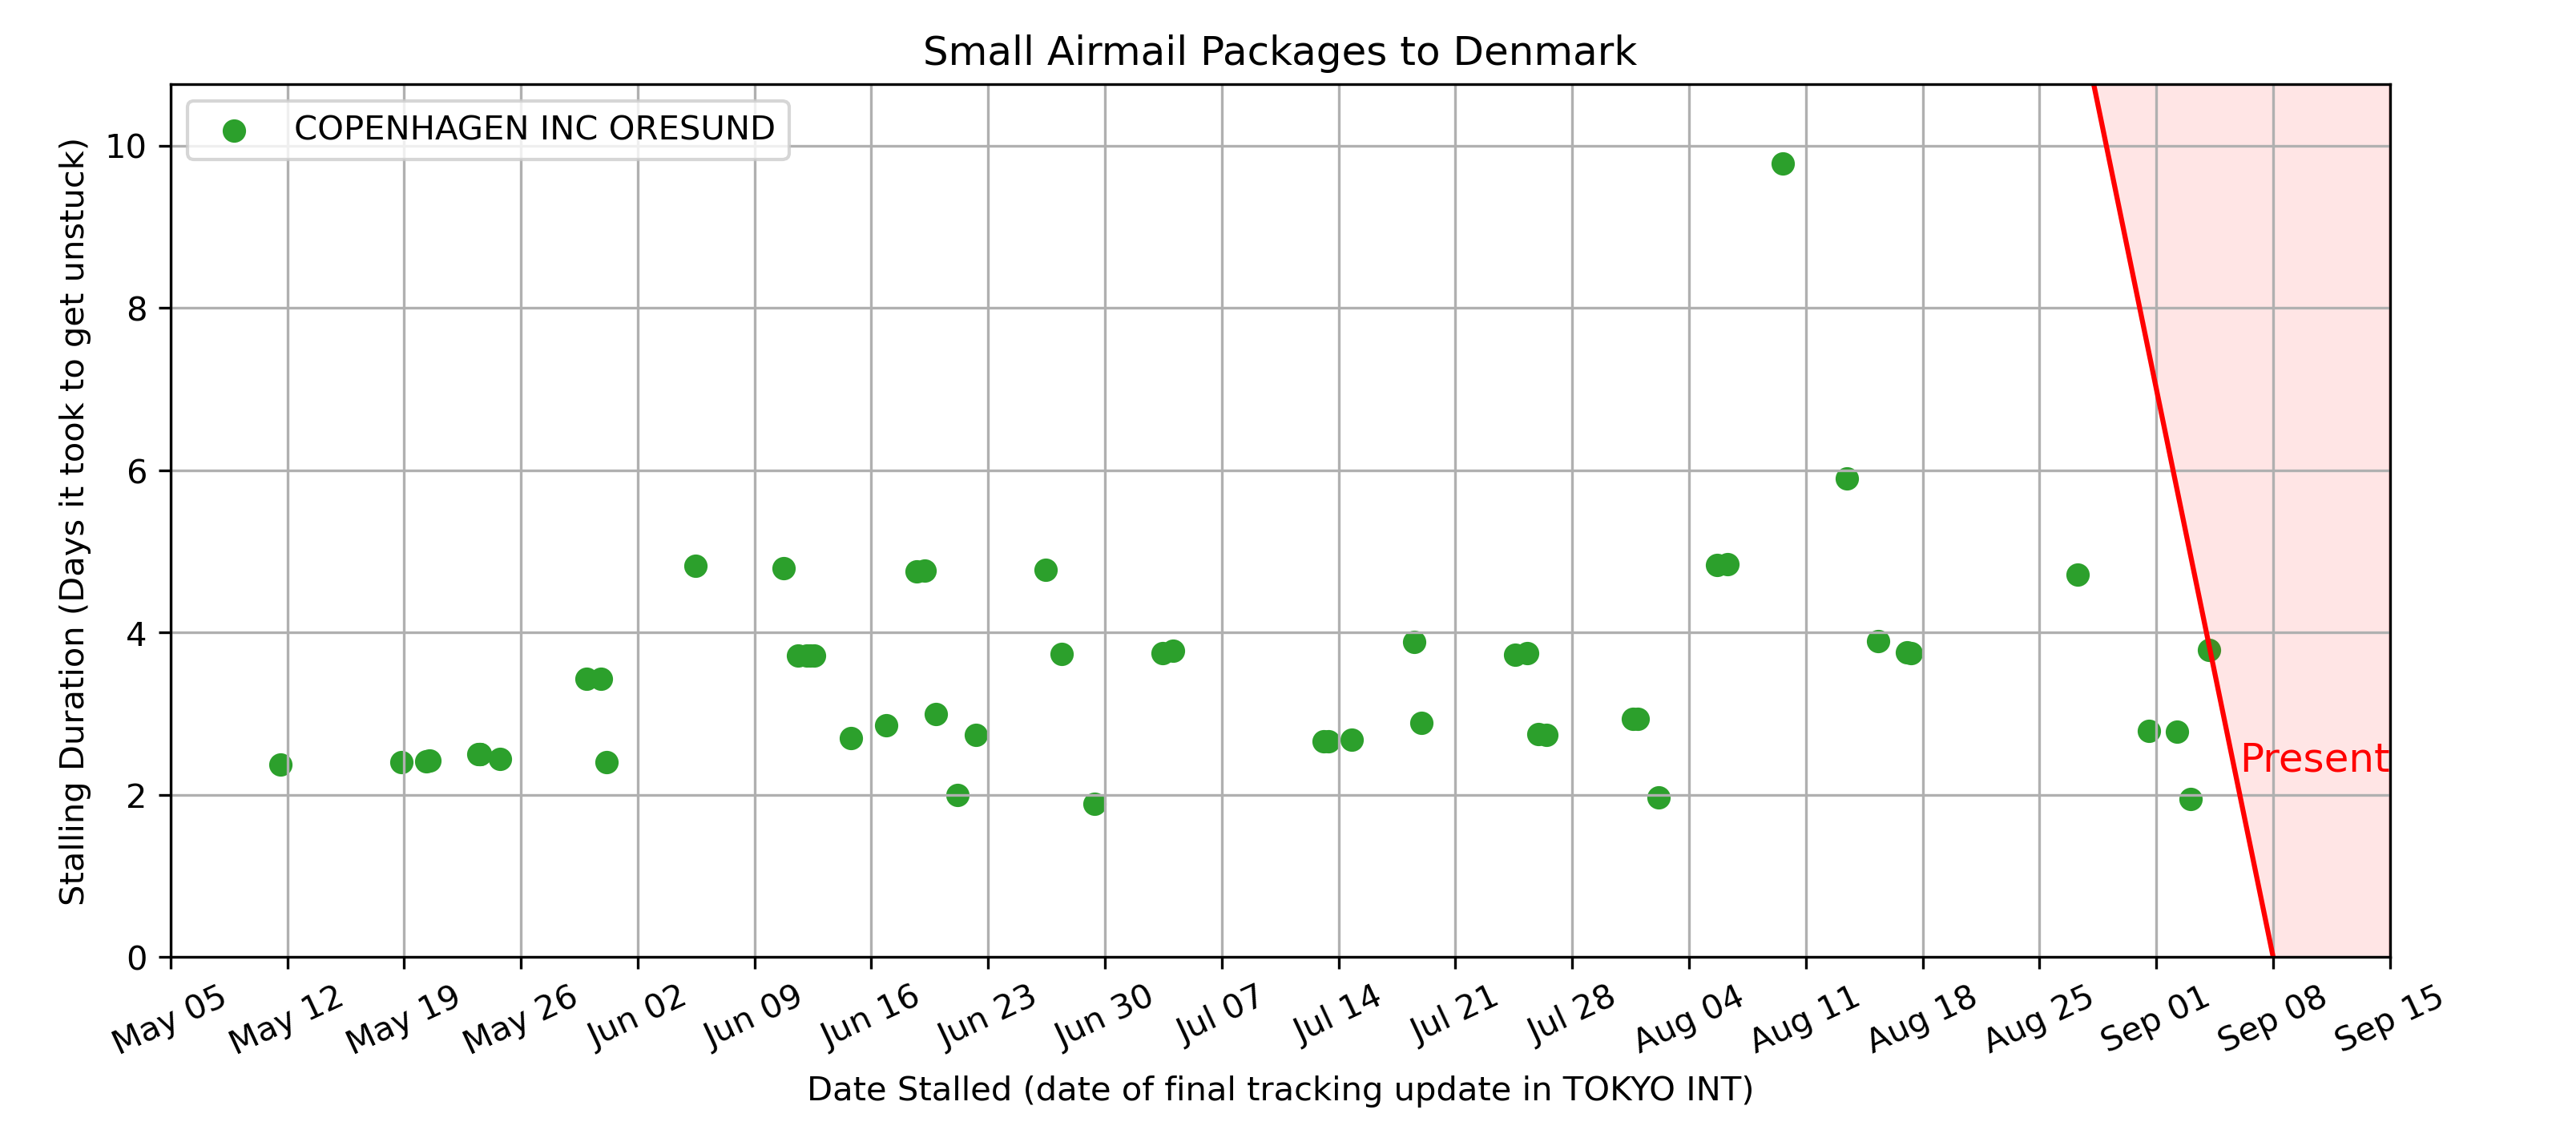 Small Airmail Packages to Denmark
COPENHAGEN INC ORESUND
Stalling Duration (Days it took to get unstuck)
10
8
6
4
2
0
Present
May 05
May 12
May 19
May 26
Jun 02
Jun 09
Jun 16
Jun 23
Jun 30
Jul 07
Jul 14
Jul 21
Jul 28
Aug 04
Aug 11
Aug 18
Aug 25
Sep 01
Sep 08
Sep 15
Date Stalled (date of final tracking update in TOKYO INT)